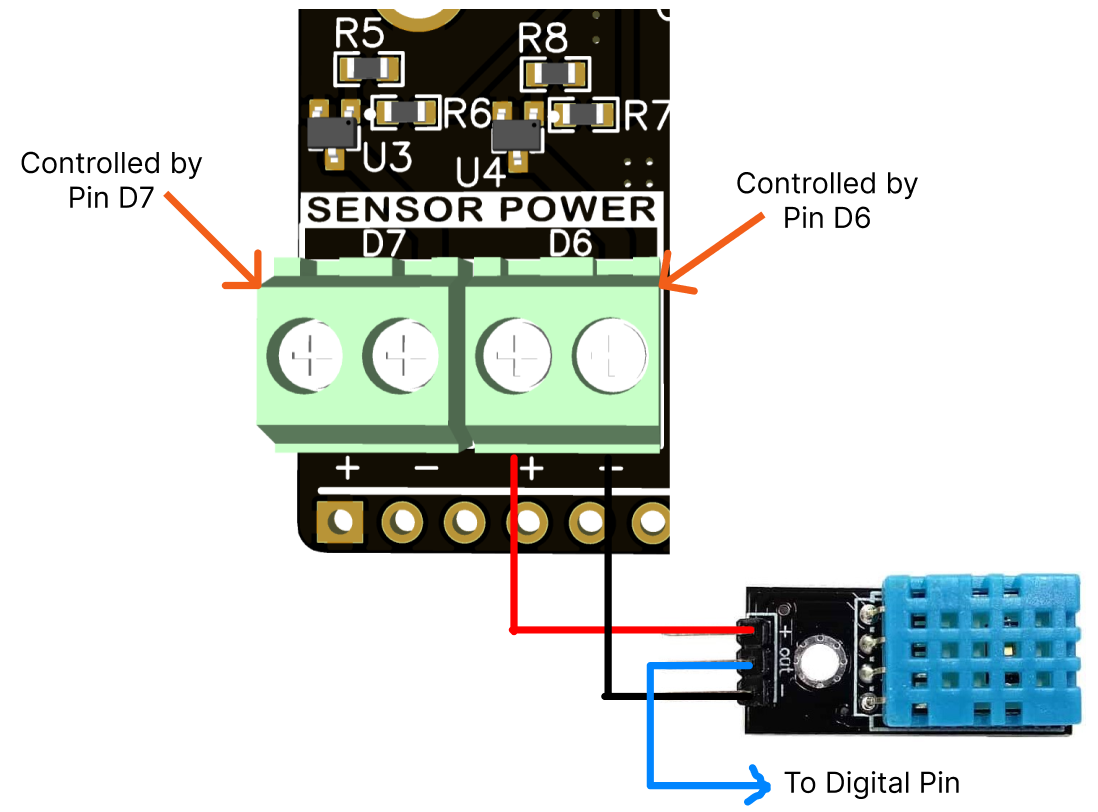 R5
R8
R6
R7
U3
U4
Controlled by
Pin D7
Controlled by
Pin D6
SENSOR POWER
D7
D6
+ − + −
+ out -
To Digital Pin